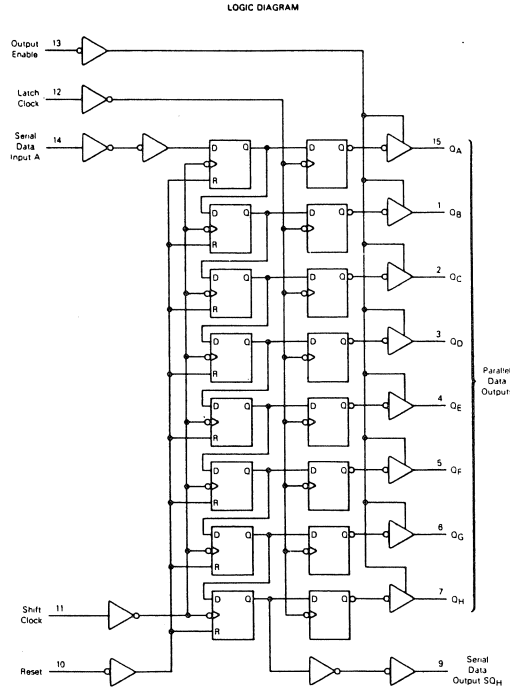 LOGIC DIAGRAM
Output Enable 13
Latch Clock 12
Serial Data Input A 14
D Q
R
15 QA
D Q
1 QB
D Q
R
D Q
2 QC
D Q
R
D Q
3 QD
D Q
R
D Q
4 QE
D Q
R
D Q
5 QF
D Q
R
D Q
6 QG
D Q
R
D Q
7 QH
D Q
R
D Q
Parallel
Data
Outputs
Shift Clock 11
Reset 10
9 Serial Data Output SQH